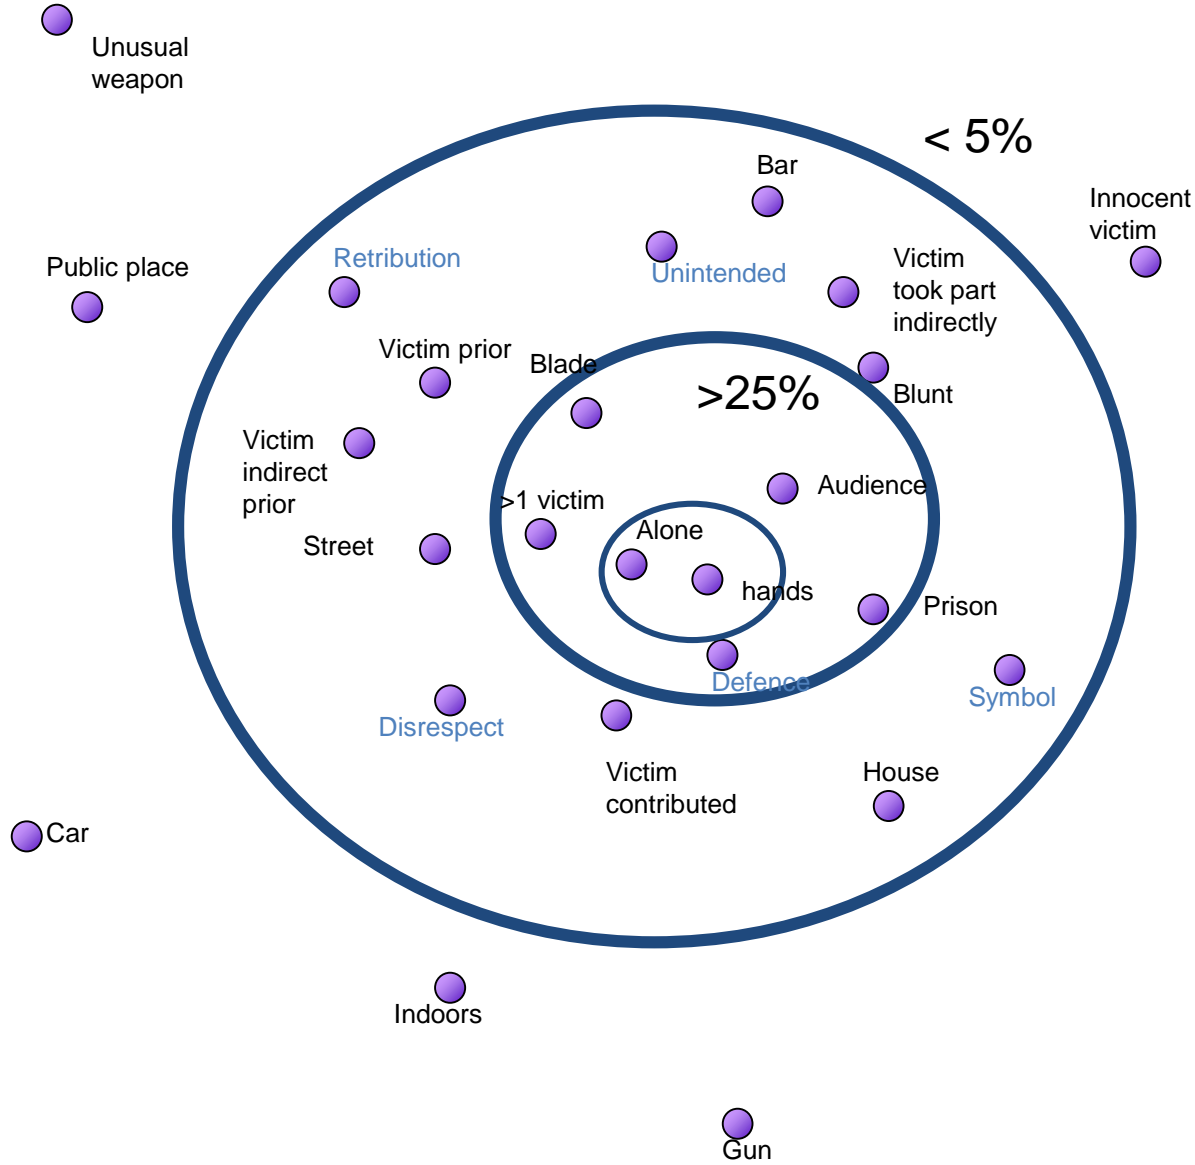 Unusual
weapon
< 5%
Bar
Innocent
victim
Public place
Retribution
Unintended
Victim
took part
indirectly
Victim prior
Blade
>25%
Blunt
Victim
indirect
prior
>1 victim
Audience
Street
Alone
hands
Prison
Defence
Symbol
Disrespect
Victim
contributed
House
Car
Indoors
Gun